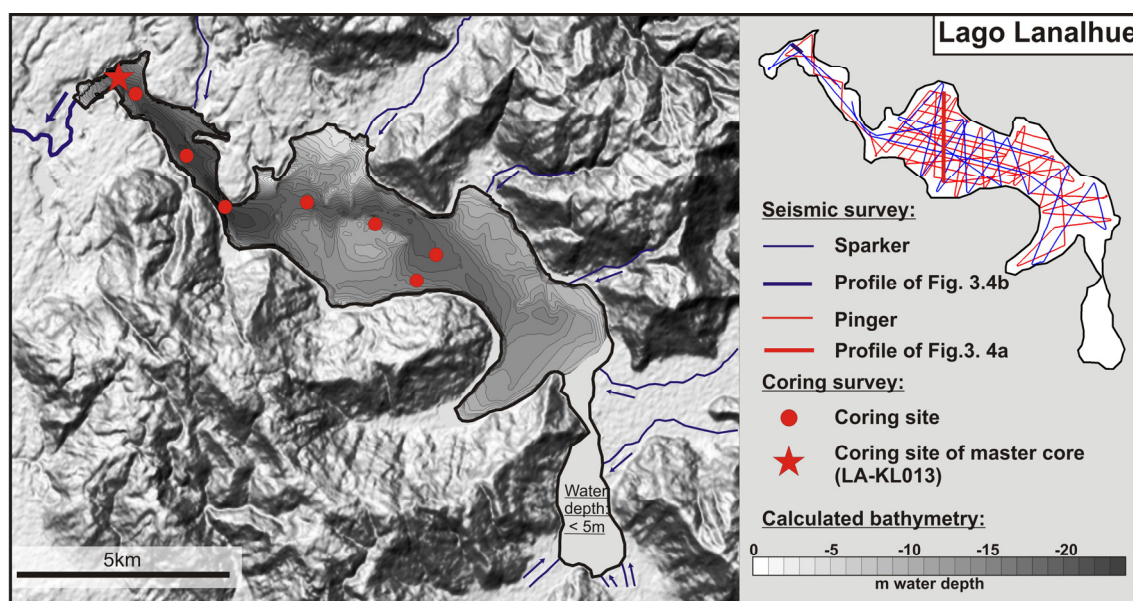 Lago Lanalhue
Seismic survey:
Sparker
Profile of Fig. 3.4b
Pinger
Profile of Fig.3. 4a
Coring survey:
Coring site
Coring site of master core
(LA-KL013)
Calculated bathymetry:
0 -5 -10 -15 -20
m water depth
Water
depth:
< 5m
5km